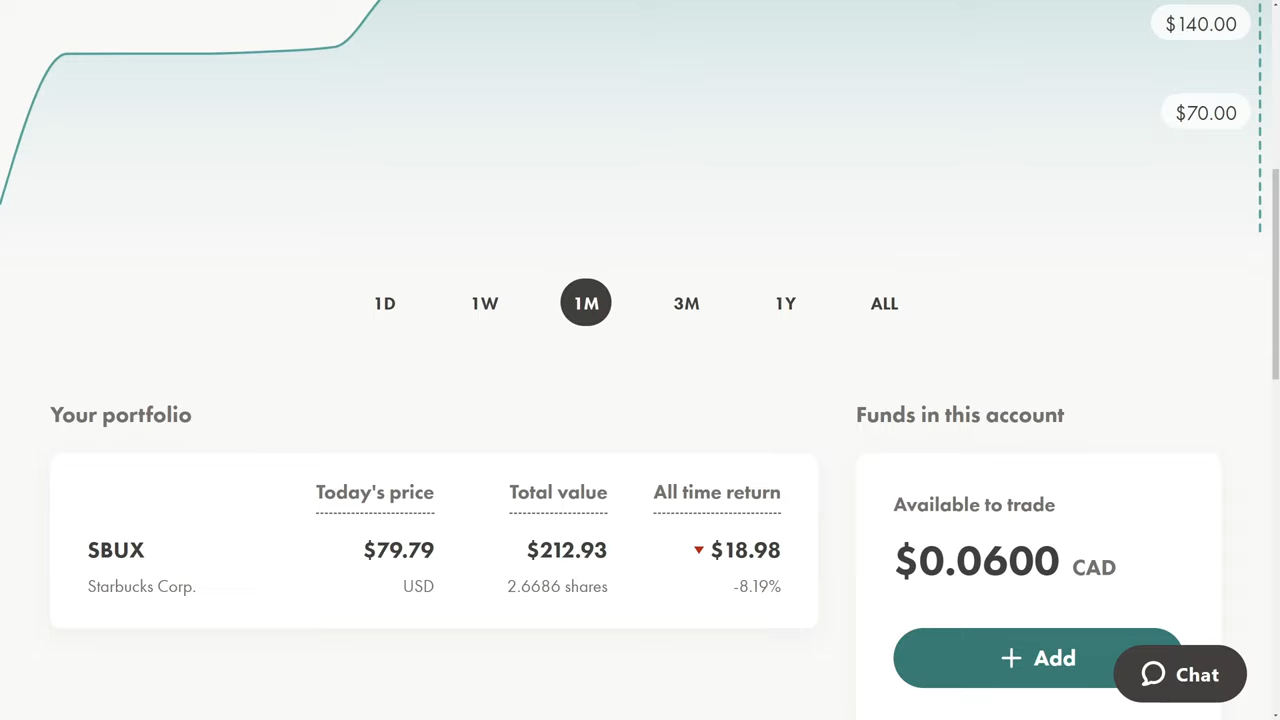 $140.00
$70.00
1D 1W 1M 3M 1Y ALL
Your portfolio
Today's price Total value All time return
SBUX $79.79 $212.93 $18.98
Starbucks Corp. USD 2.6686 shares -8.19%
Funds in this account
Available to trade
$0.0600 CAD
+ Add
Chat